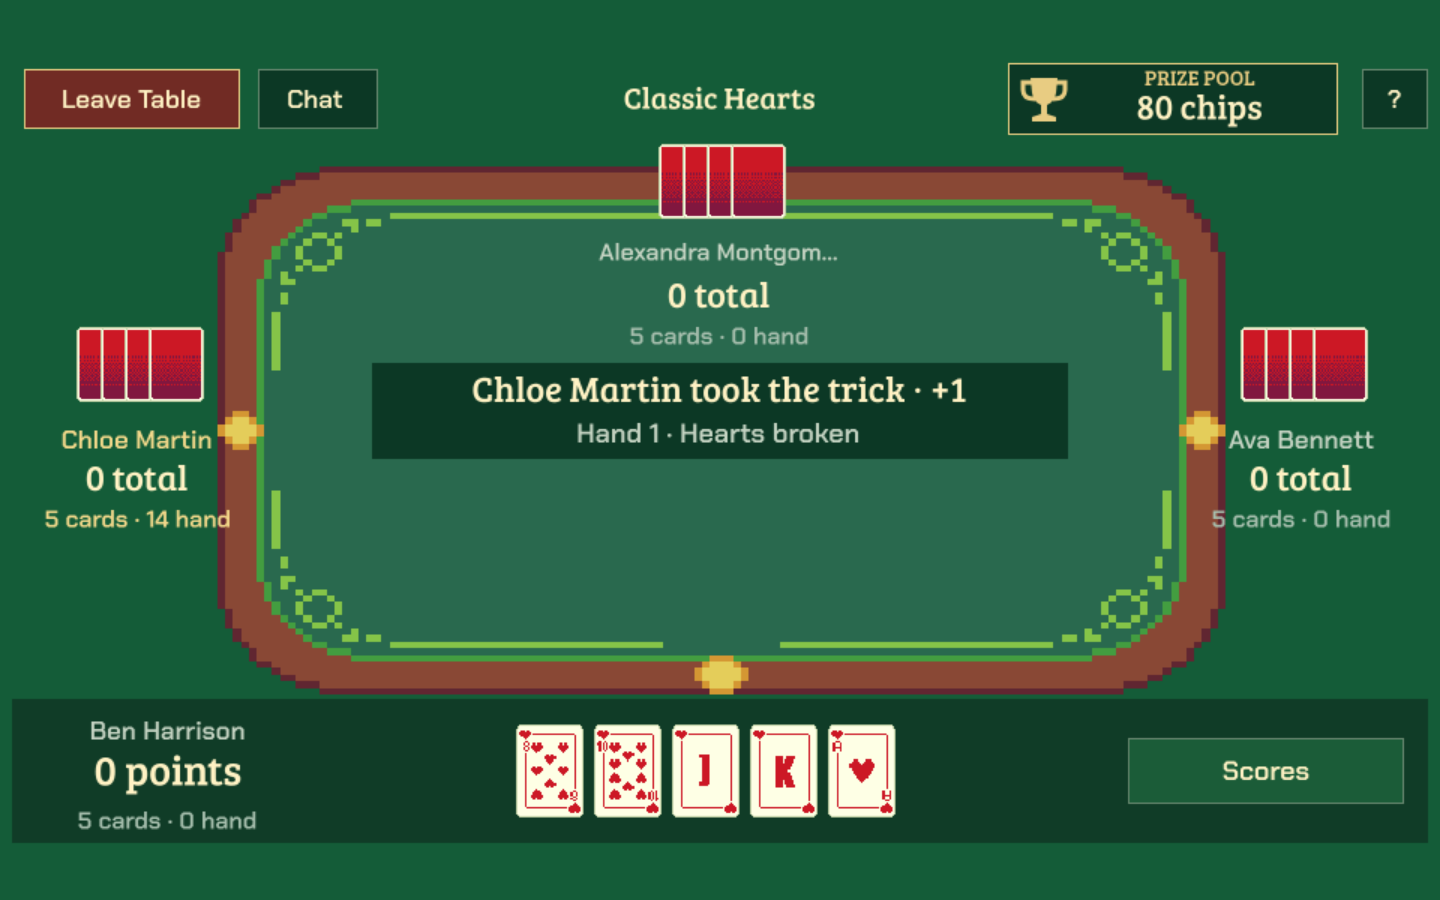 Leave Table
Chat
Classic Hearts
PRIZE POOL
80 chips
?
Alexandra Montgom...
0 total
5 cards · 0 hand
Chloe Martin took the trick · +1
Hand 1 · Hearts broken
Chloe Martin
0 total
5 cards · 14 hand
Ava Bennett
0 total
5 cards · 0 hand
Ben Harrison
0 points
5 cards · 0 hand
8
8
10
10
J
K
A
A
Scores